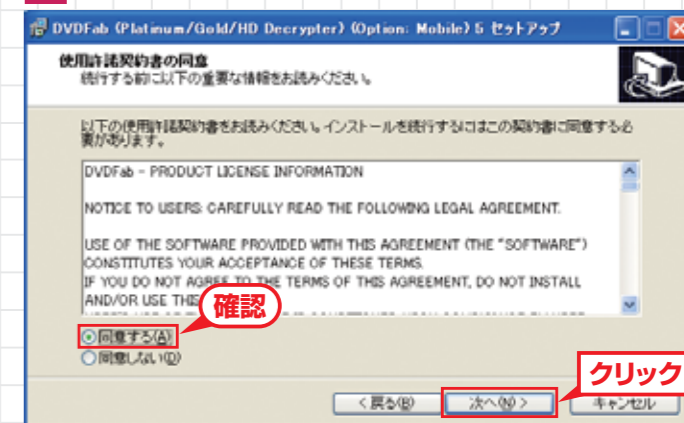 DVDFab (Platinum/Gold/HD Decrypter) (Option: Mobile) 5 セットアップ
使用許諾契約書の同意
続行する前に以下の重要な情報をお読みください。
以下の使用許諾契約書をお読みください。インストールを続行するにはこの契約書に同意する必
要があります。
DVDFab - PRODUCT LICENSE INFORMATION
NOTICE TO USERS: CAREFULLY READ THE FOLLOWING LEGAL AGREEMENT.
USE OF THE SOFTWARE PROVIDED WITH THIS AGREEMENT (THE "SOFTWARE")
CONSTITUTES YOUR ACCEPTANCE OF THESE TERMS.
IF YOU DO NOT AGREE TO THE TERMS OF THIS AGREEMENT, DO NOT INSTALL
AND/OR USE THIS
確認
同意する(A)
同意しない(D)
クリック
< 戻る(B)
次へ(N) >
キャンセル